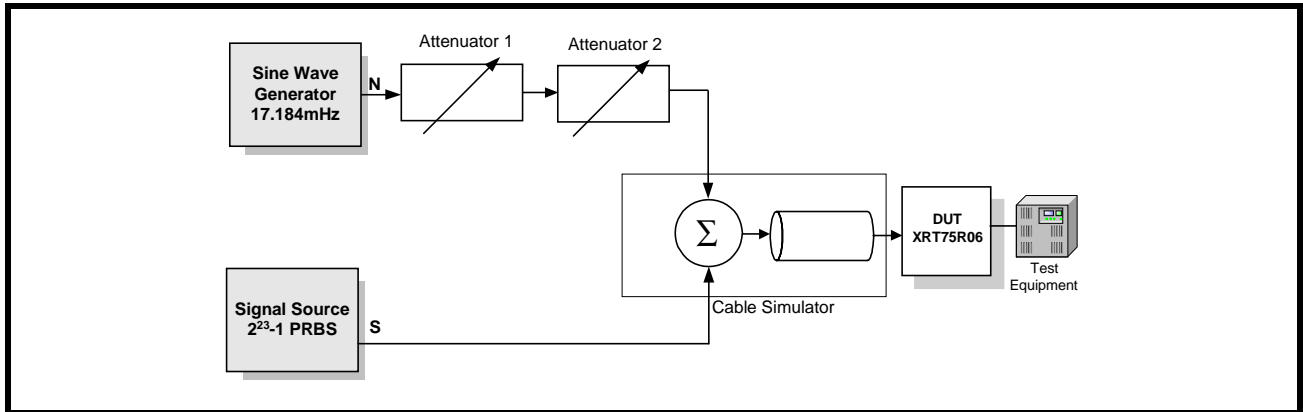 Attenuator 1
Attenuator 2
Sine Wave
Generator
17.184mHz
N
Σ
DUT
XRT75R06
Test
Equipment
Cable Simulator
Signal Source
2²³-1 PRBS
S